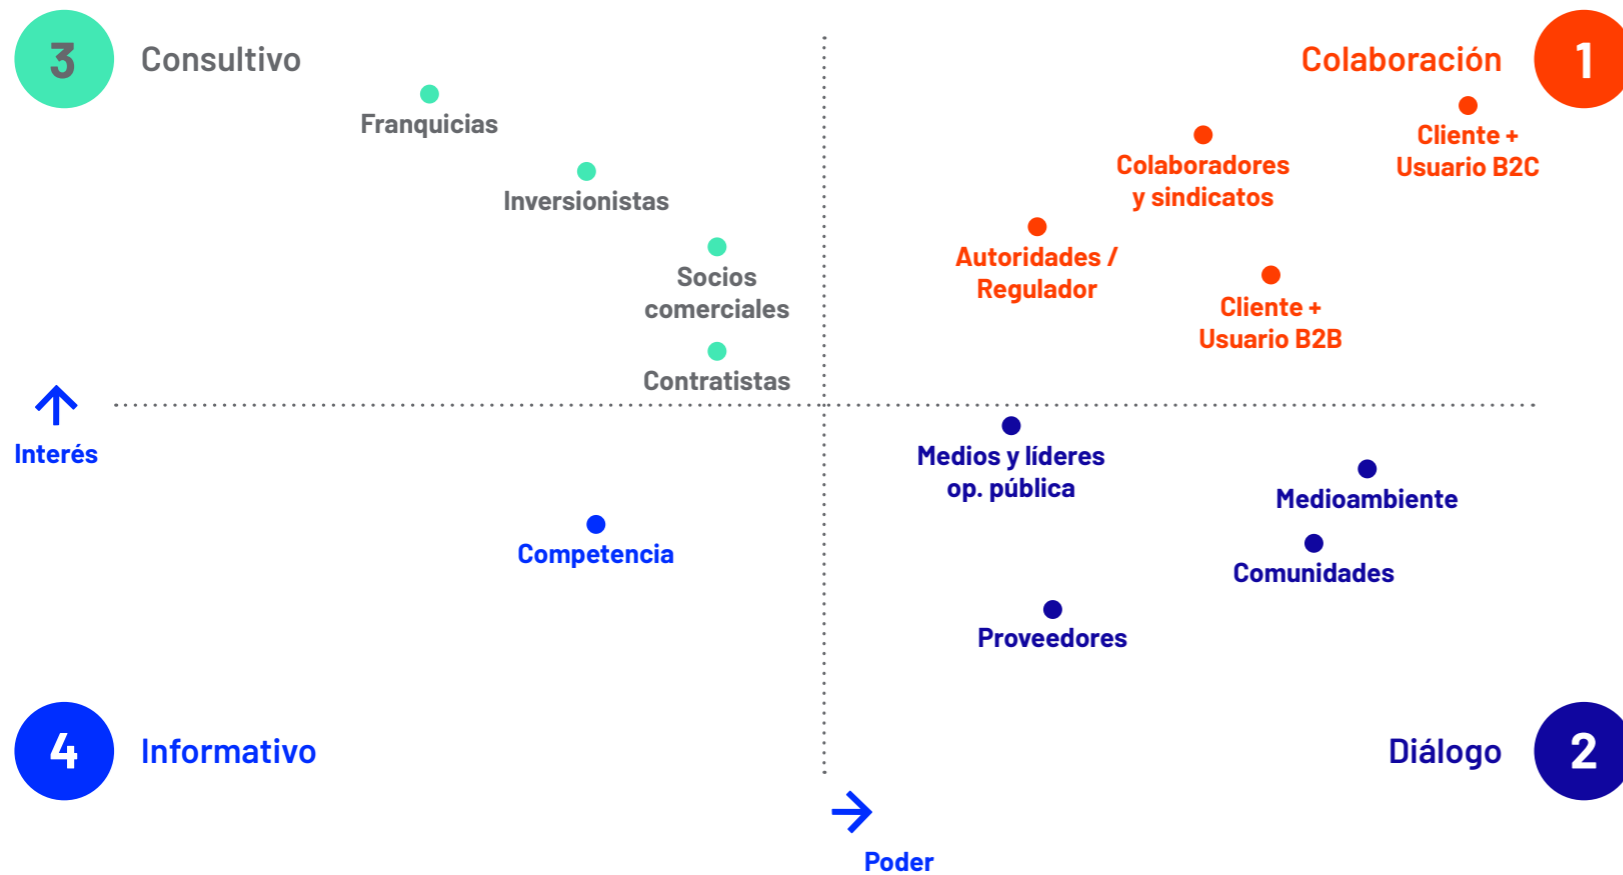 3
Consultivo
Franquicias
Inversionistas
Socios
comerciales
Contratistas
Colaboración
1
Cliente +
Usuario B2C
Colaboradores
y sindicatos
Autoridades /
Regulador
Cliente +
Usuario B2B
Interés
Competencia
4
Informativo
Medios y líderes
op. pública
Medioambiente
Comunidades
Proveedores
Diálogo
2
Poder